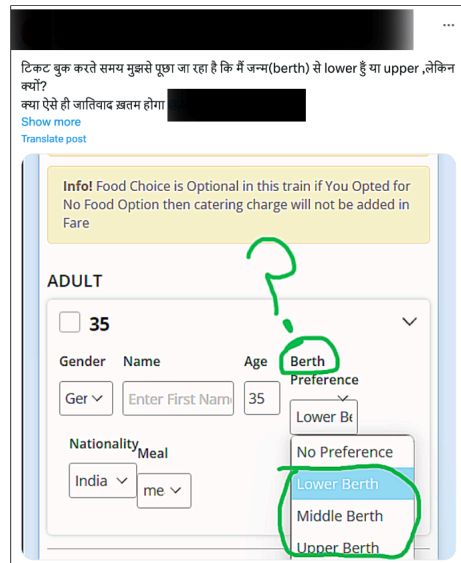 टिकट बुक करते समय मुझसे पूछा जा रहा है कि मैं जन्म(berth) से lower हुँ या upper ,लेकिन
क्यों?
क्या ऐसे ही जातिवाद ख़तम होगा
Show more
Translate post
Info! Food Choice is Optional in this train if You Opted for
No Food Option then catering charge will not be added in
Fare
?
ADULT
35
Gender Name Age Berth
Preference
Ger Enter First Nam 35
Lower Be
Nationality Meal
No Preference
India me
Lower Berth
Middle Berth
Upper Berth